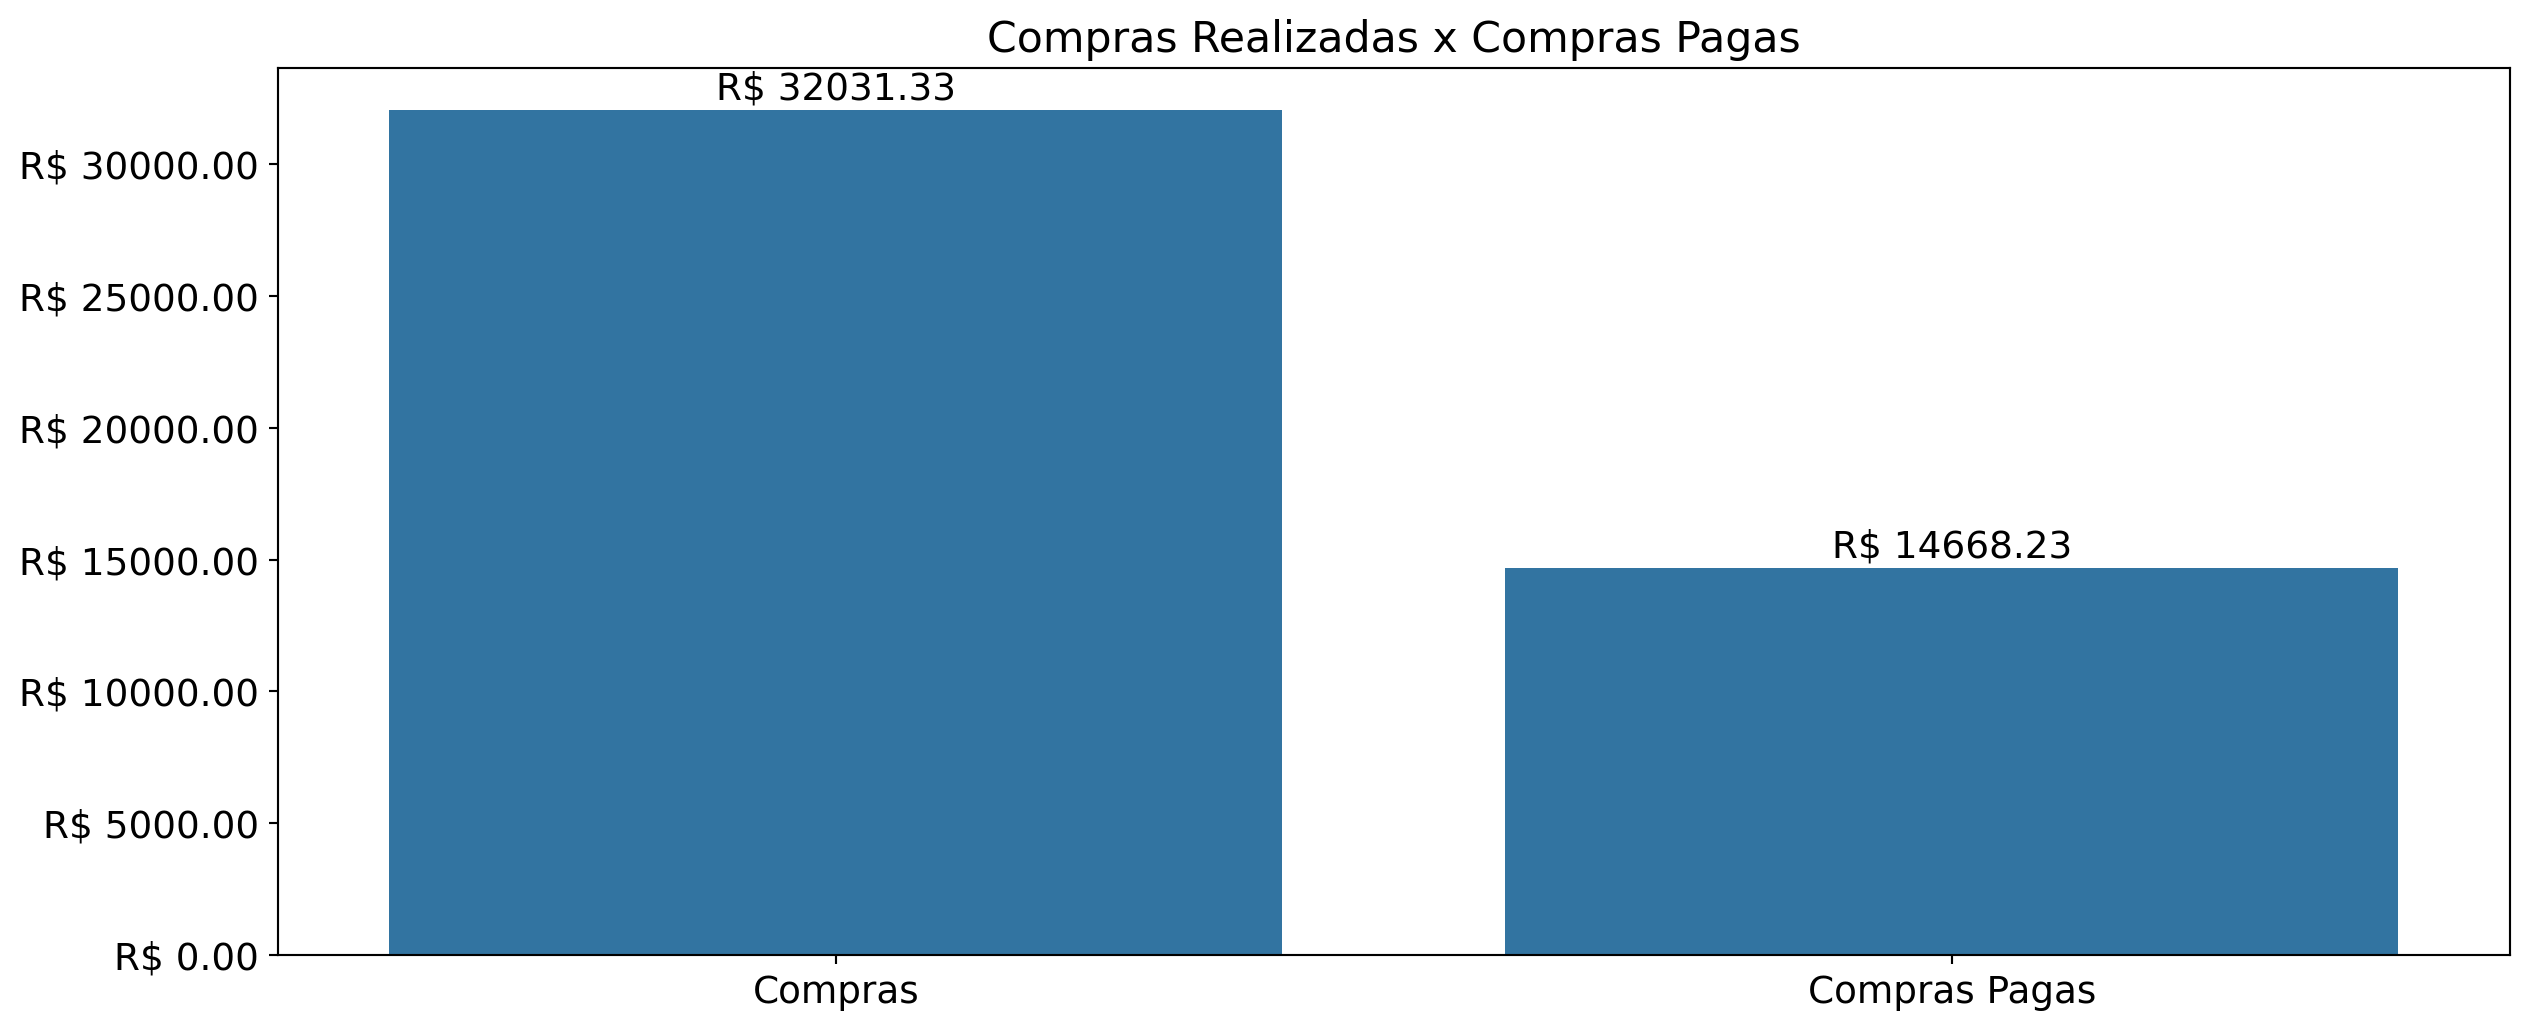 Compras Realizadas x Compras Pagas
R$ 32031.33
R$ 30000.00
R$ 25000.00
R$ 20000.00
R$ 15000.00
R$ 14668.23
R$ 10000.00
R$ 5000.00
R$ 0.00
Compras
Compras Pagas